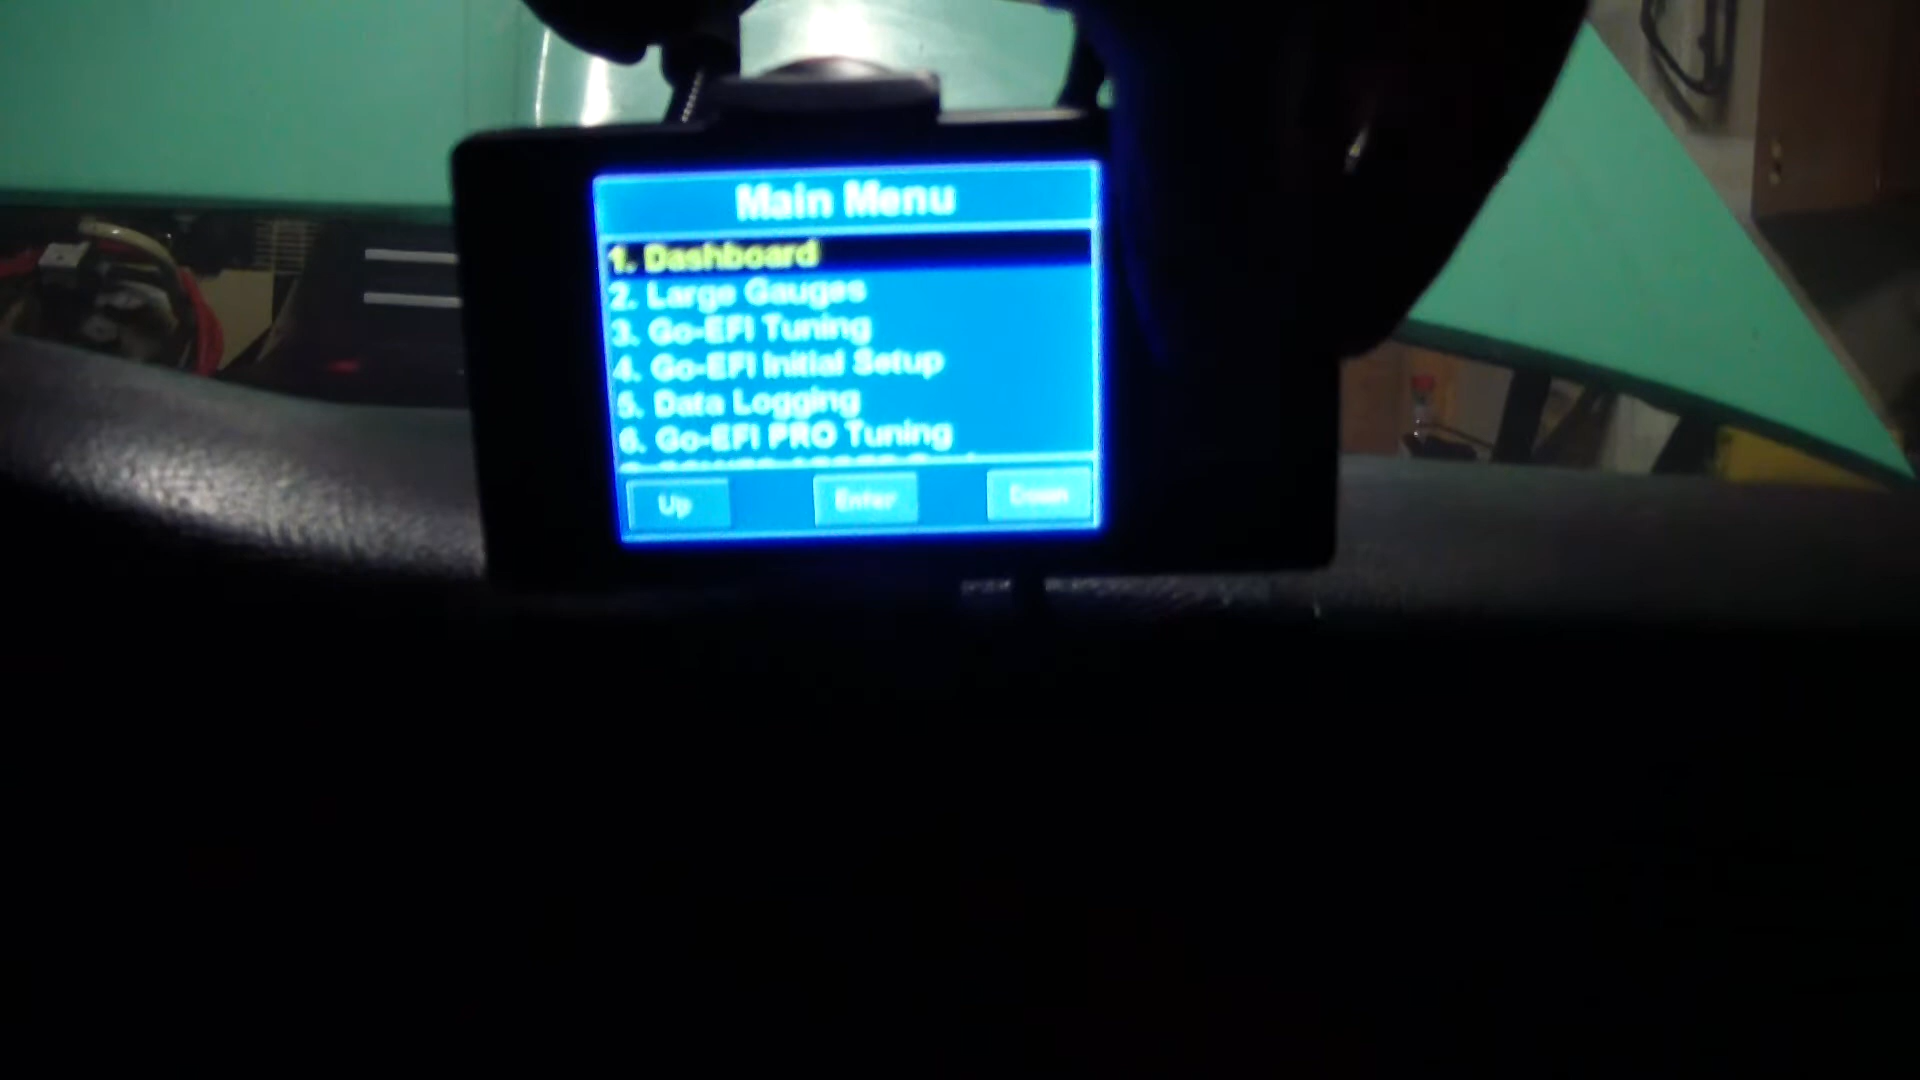 Main Menu
1. Dashboard
2. Large Gauges
3. Go-EFI Tuning
4. Go-EFI Initial Setup
5. Data Logging
6. Go-EFI PRO Tuning
Up
Enter
Down